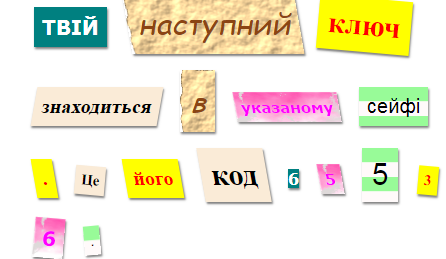 ТВІЙ наступний ключ
знаходиться в указаному сейфі
. Це його код 6 5 5 3
6 .